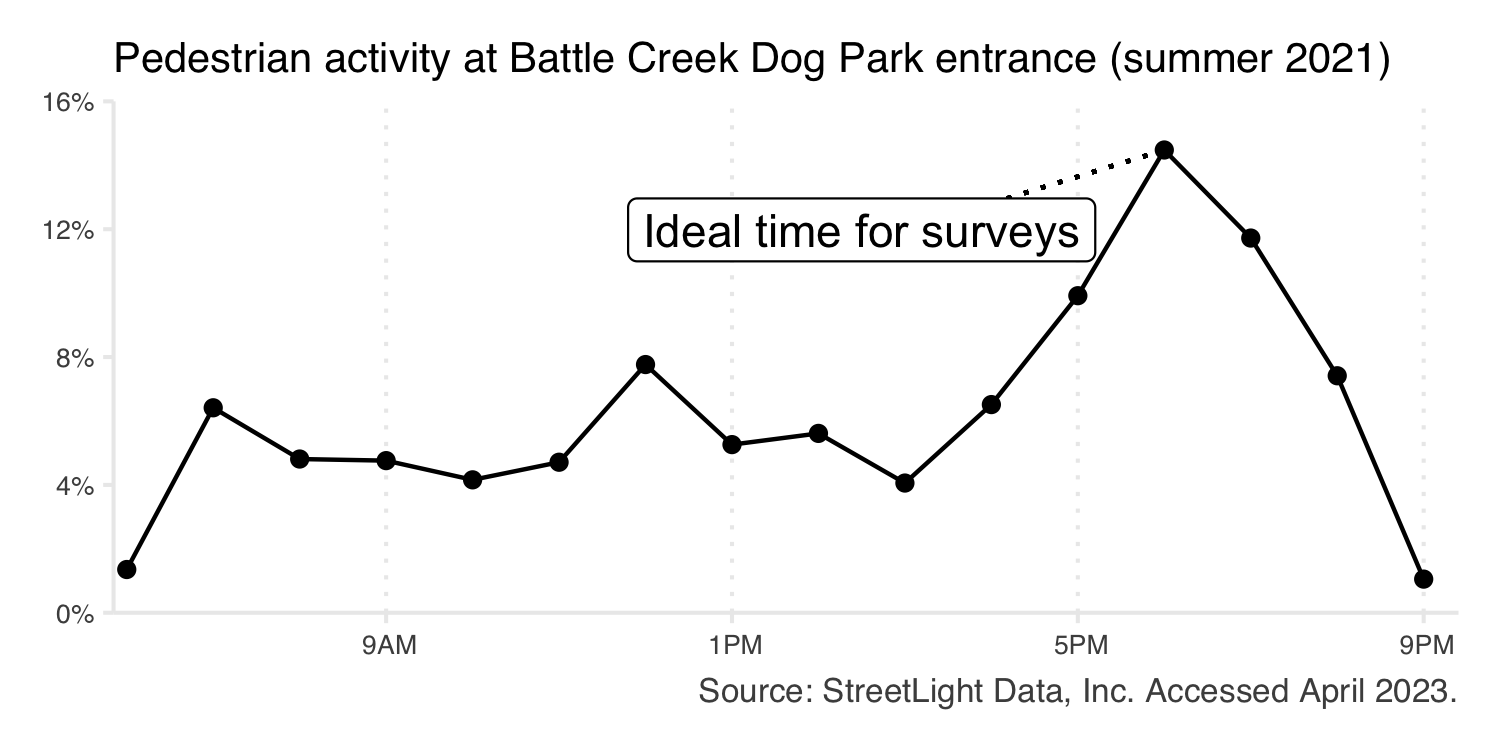 Pedestrian activity at Battle Creek Dog Park entrance (summer 2021)
16%
12%
8%
4%
0%
Ideal time for surveys
9AM 1PM 5PM 9PM
Source: StreetLight Data, Inc. Accessed April 2023.